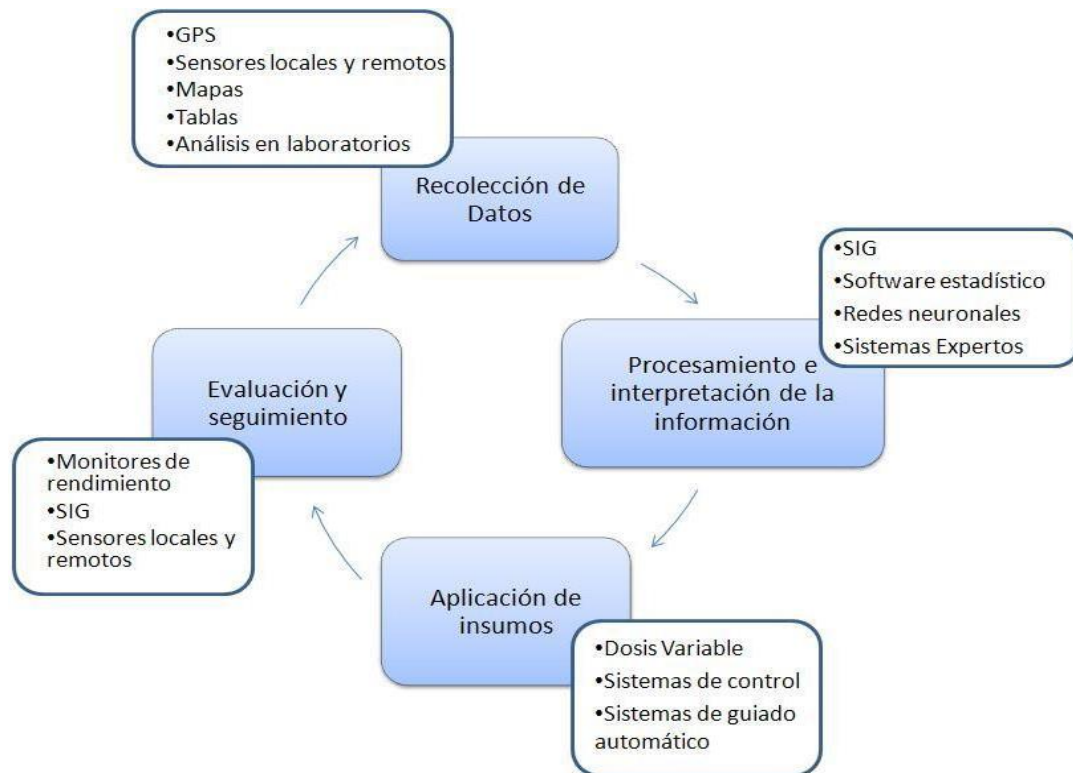 •GPS
•Sensores locales y remotos
•Mapas
•Tablas
•Análisis en laboratorios
Recolección de
Datos
•SIG
•Software estadístico
•Redes neuronales
•Sistemas Expertos
Procesamiento e
interpretación de la
información
Aplicación de
insumos
•Dosis Variable
•Sistemas de control
•Sistemas de guiado
automático
Evaluación y
seguimiento
•Monitores de
rendimiento
•SIG
•Sensores locales y
remotos